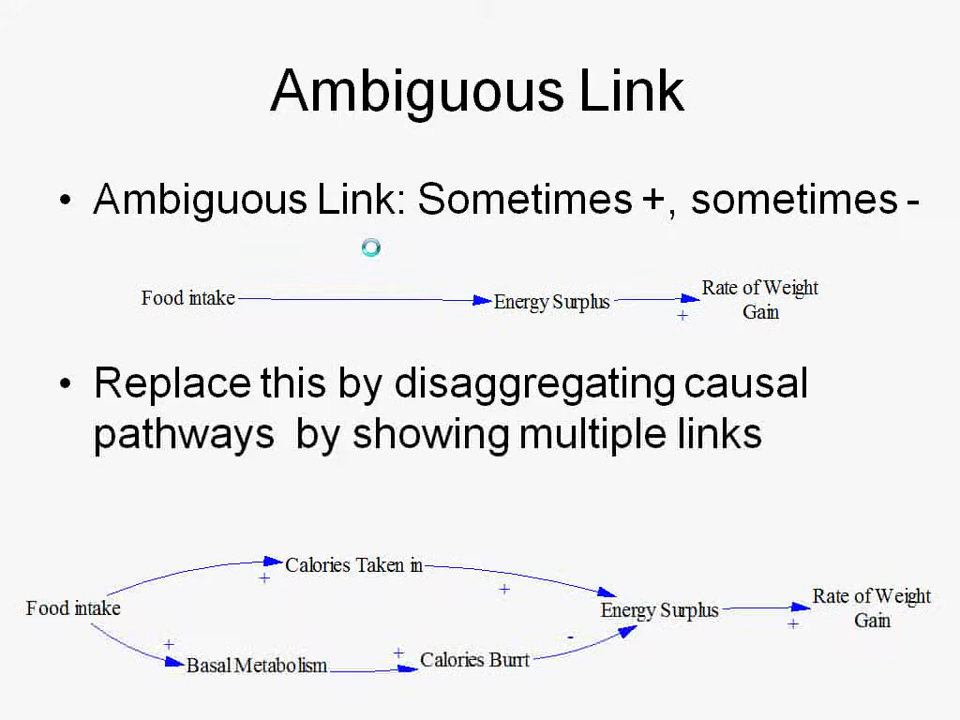 Ambiguous Link
• Ambiguous Link: Sometimes +, sometimes -
Food intake
Energy Surplus
+
Rate of Weight
Gain
• Replace this by disaggregating causal
pathways by showing multiple links
Food intake
+
Calories Taken in
+
+
Basal Metabolism
+
Calories Burrt
-
Energy Surplus
+
Rate of Weight
Gain